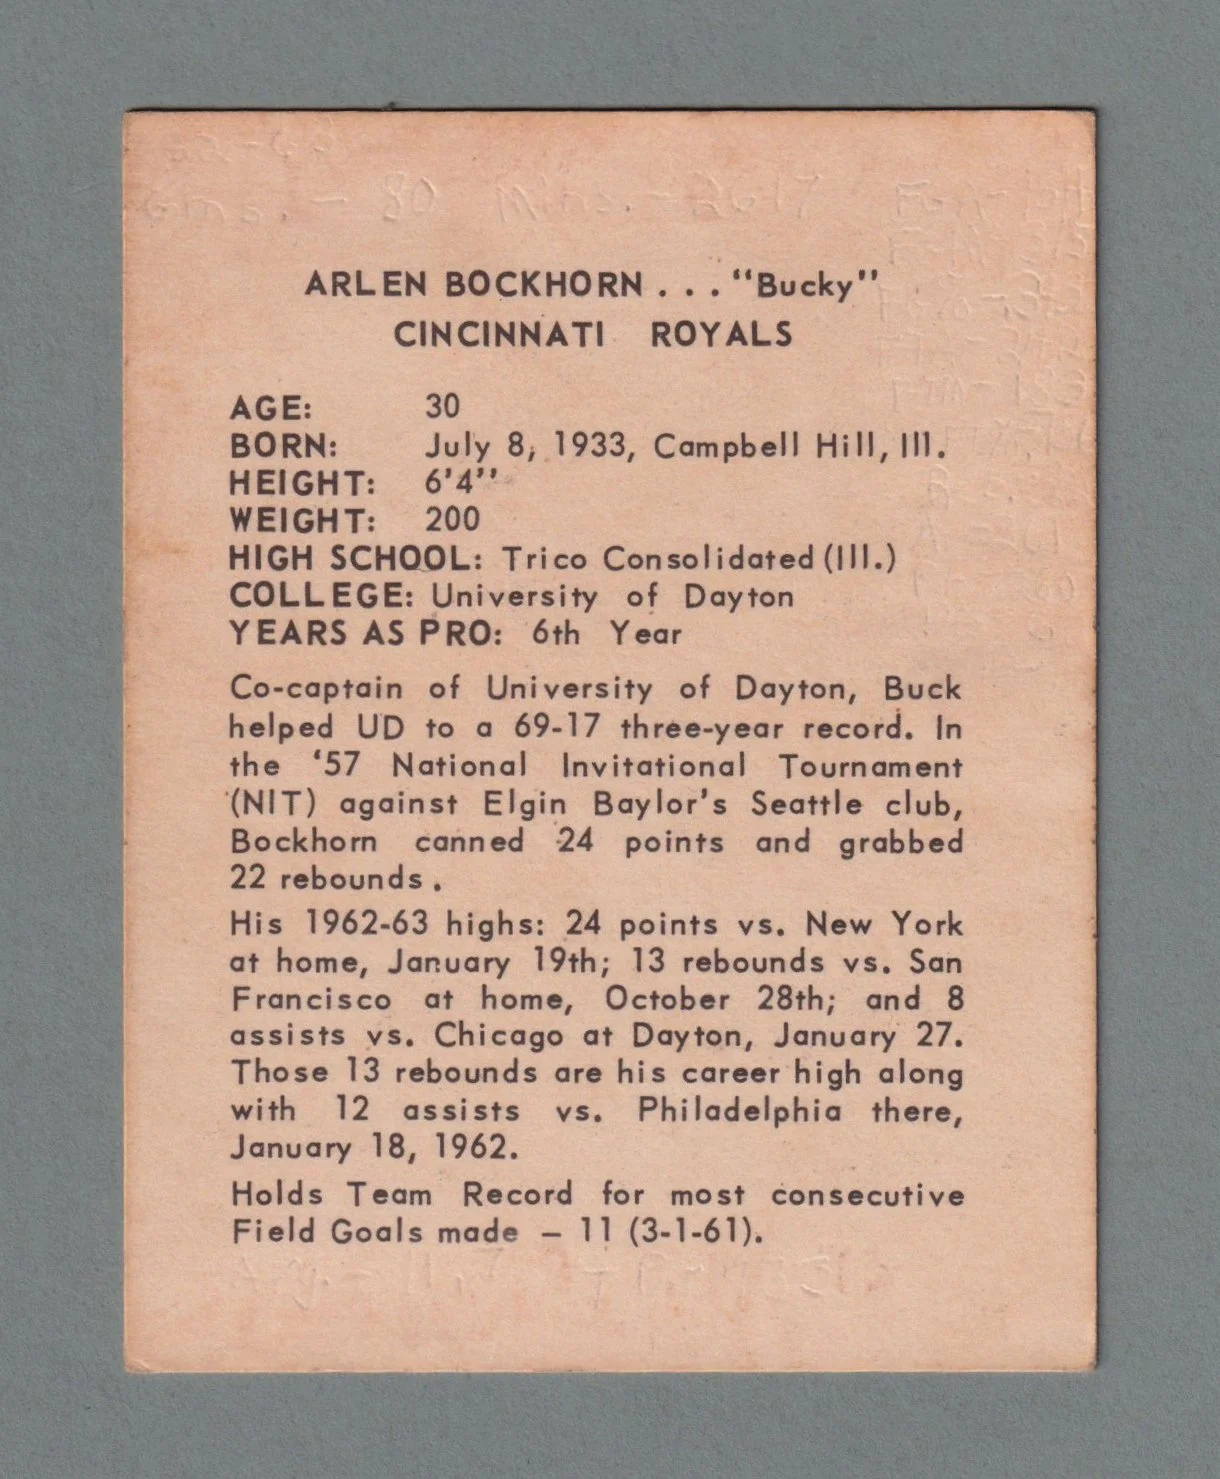 ARLEN BOCKHORN . . . "Bucky"
CINCINNATI ROYALS
AGE: 30
BORN: July 8, 1933, Campbell Hill, Ill.
HEIGHT: 6'4"
WEIGHT: 200
HIGH SCHOOL: Trico Consolidated (Ill.)
COLLEGE: University of Dayton
YEARS AS PRO: 6th Year
Co-captain of University of Dayton, Buck
helped UD to a 69-17 three-year record. In
the '57 National Invitational Tournament
(NIT) against Elgin Baylor's Seattle club,
Bockhorn canned 24 points and grabbed
22 rebounds.
His 1962-63 highs: 24 points vs. New York
at home, January 19th; 13 rebounds vs. San
Francisco at home, October 28th; and 8
assists vs. Chicago at Dayton, January 27.
Those 13 rebounds are his career high along
with 12 assists vs. Philadelphia there,
January 18, 1962.
Holds Team Record for most consecutive
Field Goals made – 11 (3-1-61).